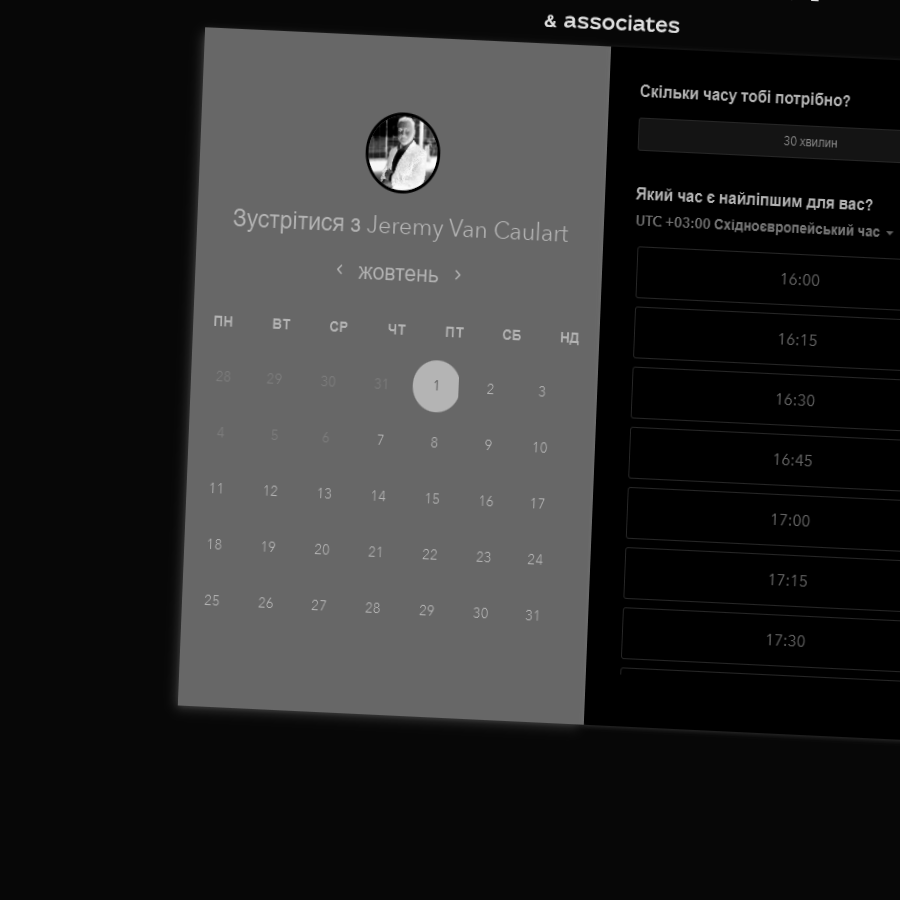 & associates
Зустрітися з Jeremy Van Caulart
жовтень
ПН ВТ СР ЧТ ПТ СБ НД
28 29 30 31 1 2 3
4 5 6 7 8 9 10
11 12 13 14 15 16 17
18 19 20 21 22 23 24
25 26 27 28 29 30 31
Скільки часу тобі потрібно?
30 хвилин
Який час є найліпшим для вас?
UTC +03:00 Східноєвропейський час
16:00
16:15
16:30
16:45
17:00
17:15
17:30